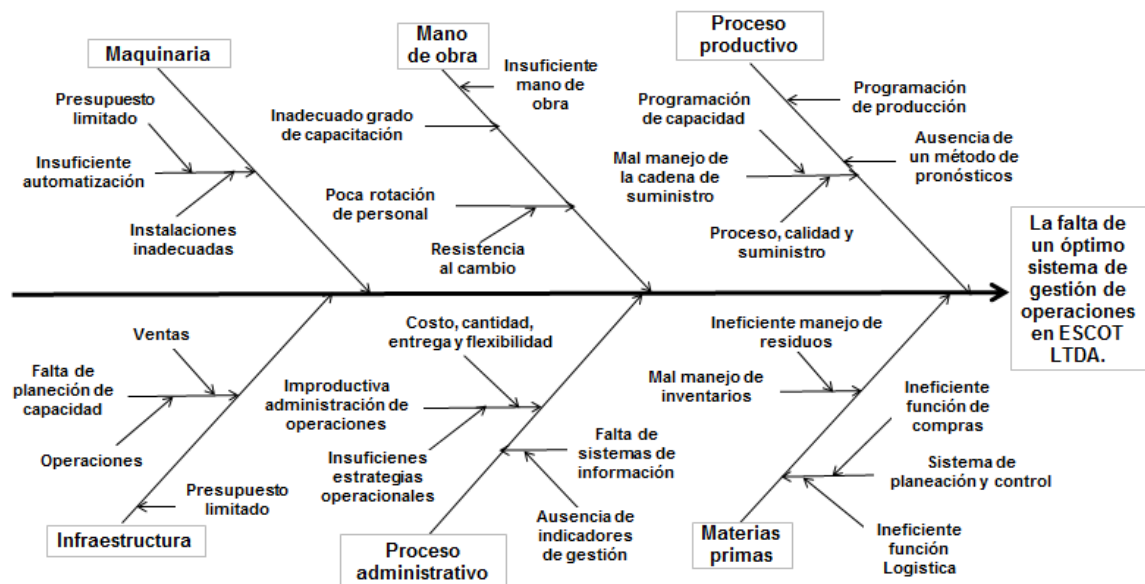 Maquinaria
Mano
de obra
Proceso
productivo
Presupuesto
limitado
Insuficiente
automatización
Instalaciones
inadecuadas
Insuficiente
mano de
obra
Inadecuado grado
de capacitación
Poca rotación
de personal
Resistencia
al cambio
Programación
de producción
Programación
de capacidad
Ausencia de
un método de
pronósticos
Mal manejo de
la cadena de
suministro
Proceso, calidad y
suministro
La falta de
un óptimo
sistema de
gestión de
operaciones
en ESCOT
LTDA.
Ventas
Falta de
planeción de
capacidad
Operaciones
Presupuesto
limitado
Infraestructura
Costo, cantidad,
entrega y flexibilidad
Improductiva
administración de
operaciones
Insuficienes
estrategias
operacionales
Falta de
sistemas de
información
Ausencia de
indicadores
de gestión
Proceso
administrativo
Ineficiente manejo de
residuos
Mal manejo de
inventarios
Ineficiente
función de
compras
Sistema de
planeación y control
Ineficiente
función
Logistica
Materias
primas